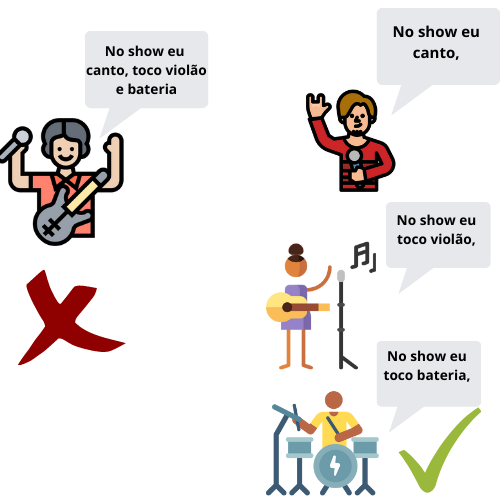 No show eu
canto, toco violão
e bateria
No show eu
canto,
No show eu
toco violão,
No show eu
toco bateria,